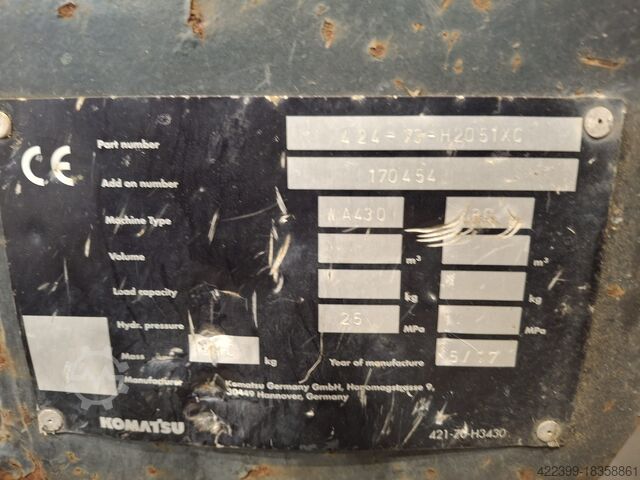 CE
Part number 424-70-H2051XC
Add on number 170454
Machine Type WA430
Volume m³ m³
Load capacity kg kg
Hydr. pressure 25 MPa MPa
Mass kg Year of manufacture 5/17
Manufacturer Komatsu Germany GmbH, Hanomagstrasse 9,
30449 Hannover, Germany
KOMATSU 421-Z0-H3430
422399-18358861